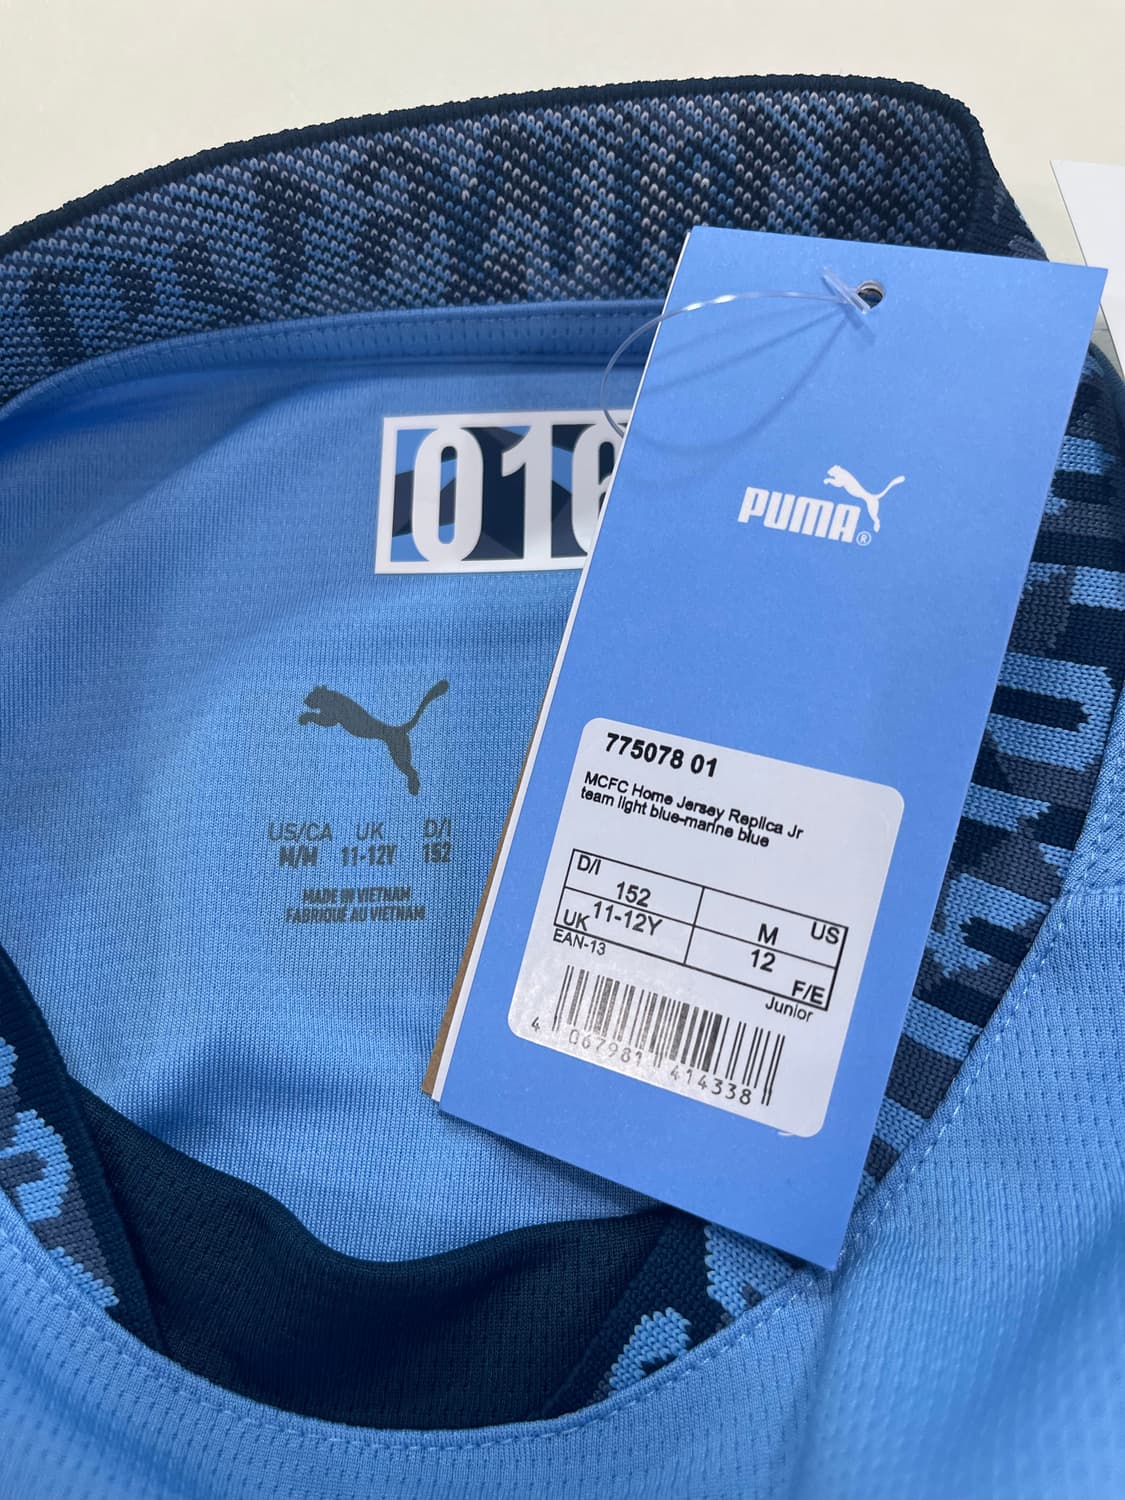 016
PUMA®
US/CA UK D/I
M/M 11-12Y 152
MADE IN VIETNAM
FABRIQUÉ AU VIETNAM
775078 01
MCFC Home Jersey Replica Jr
team light blue-marine blue
D/I
152
M US
UK 11-12Y
12 F/E
EAN-13
Junior
4 067981 414338